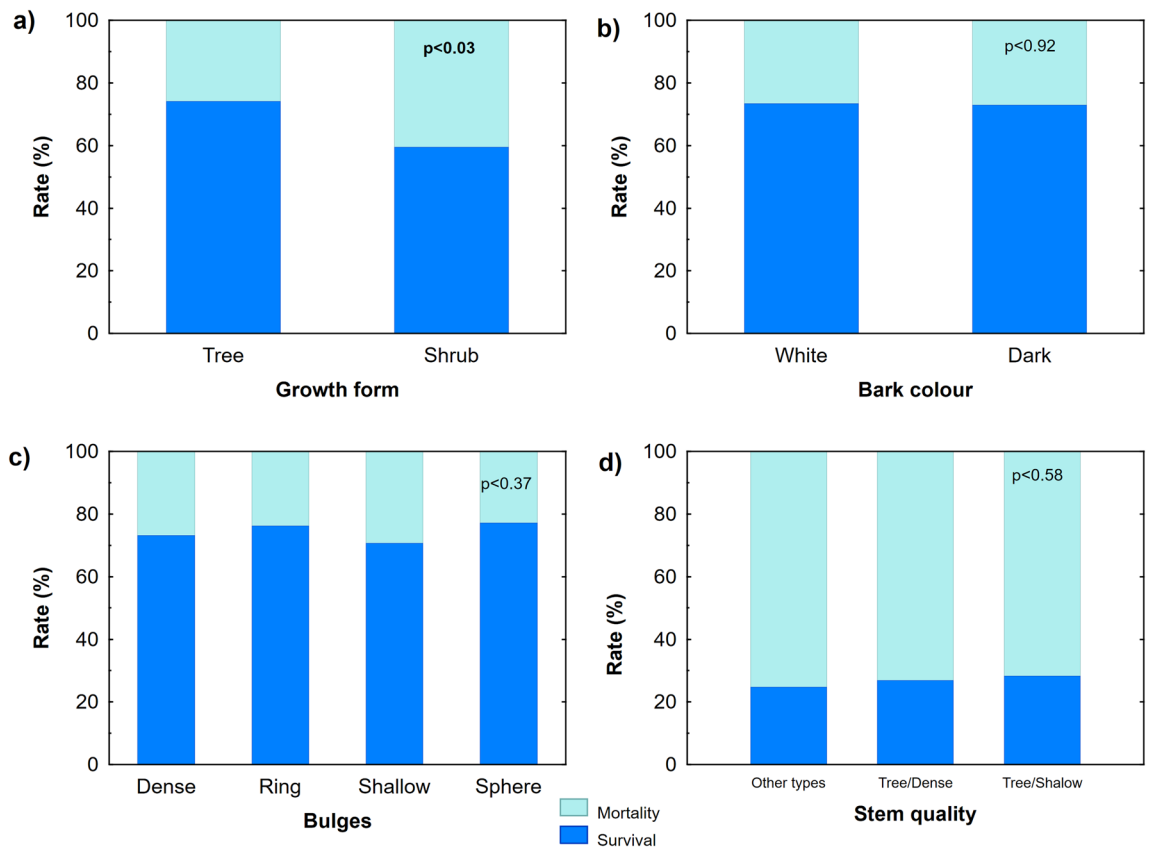 a)
100
80
60
40
20
0
Rate (%)
p<0.03
Tree Shrub
Growth form
b)
100
80
60
40
20
0
Rate (%)
p<0.92
White Dark
Bark colour
c)
100
80
60
40
20
0
Rate (%)
p<0.37
Dense Ring Shallow Sphere
Bulges
d)
100
80
60
40
20
0
Rate (%)
p<0.58
Other types Tree/Dense Tree/Shalow
Stem quality
Mortality
Survival